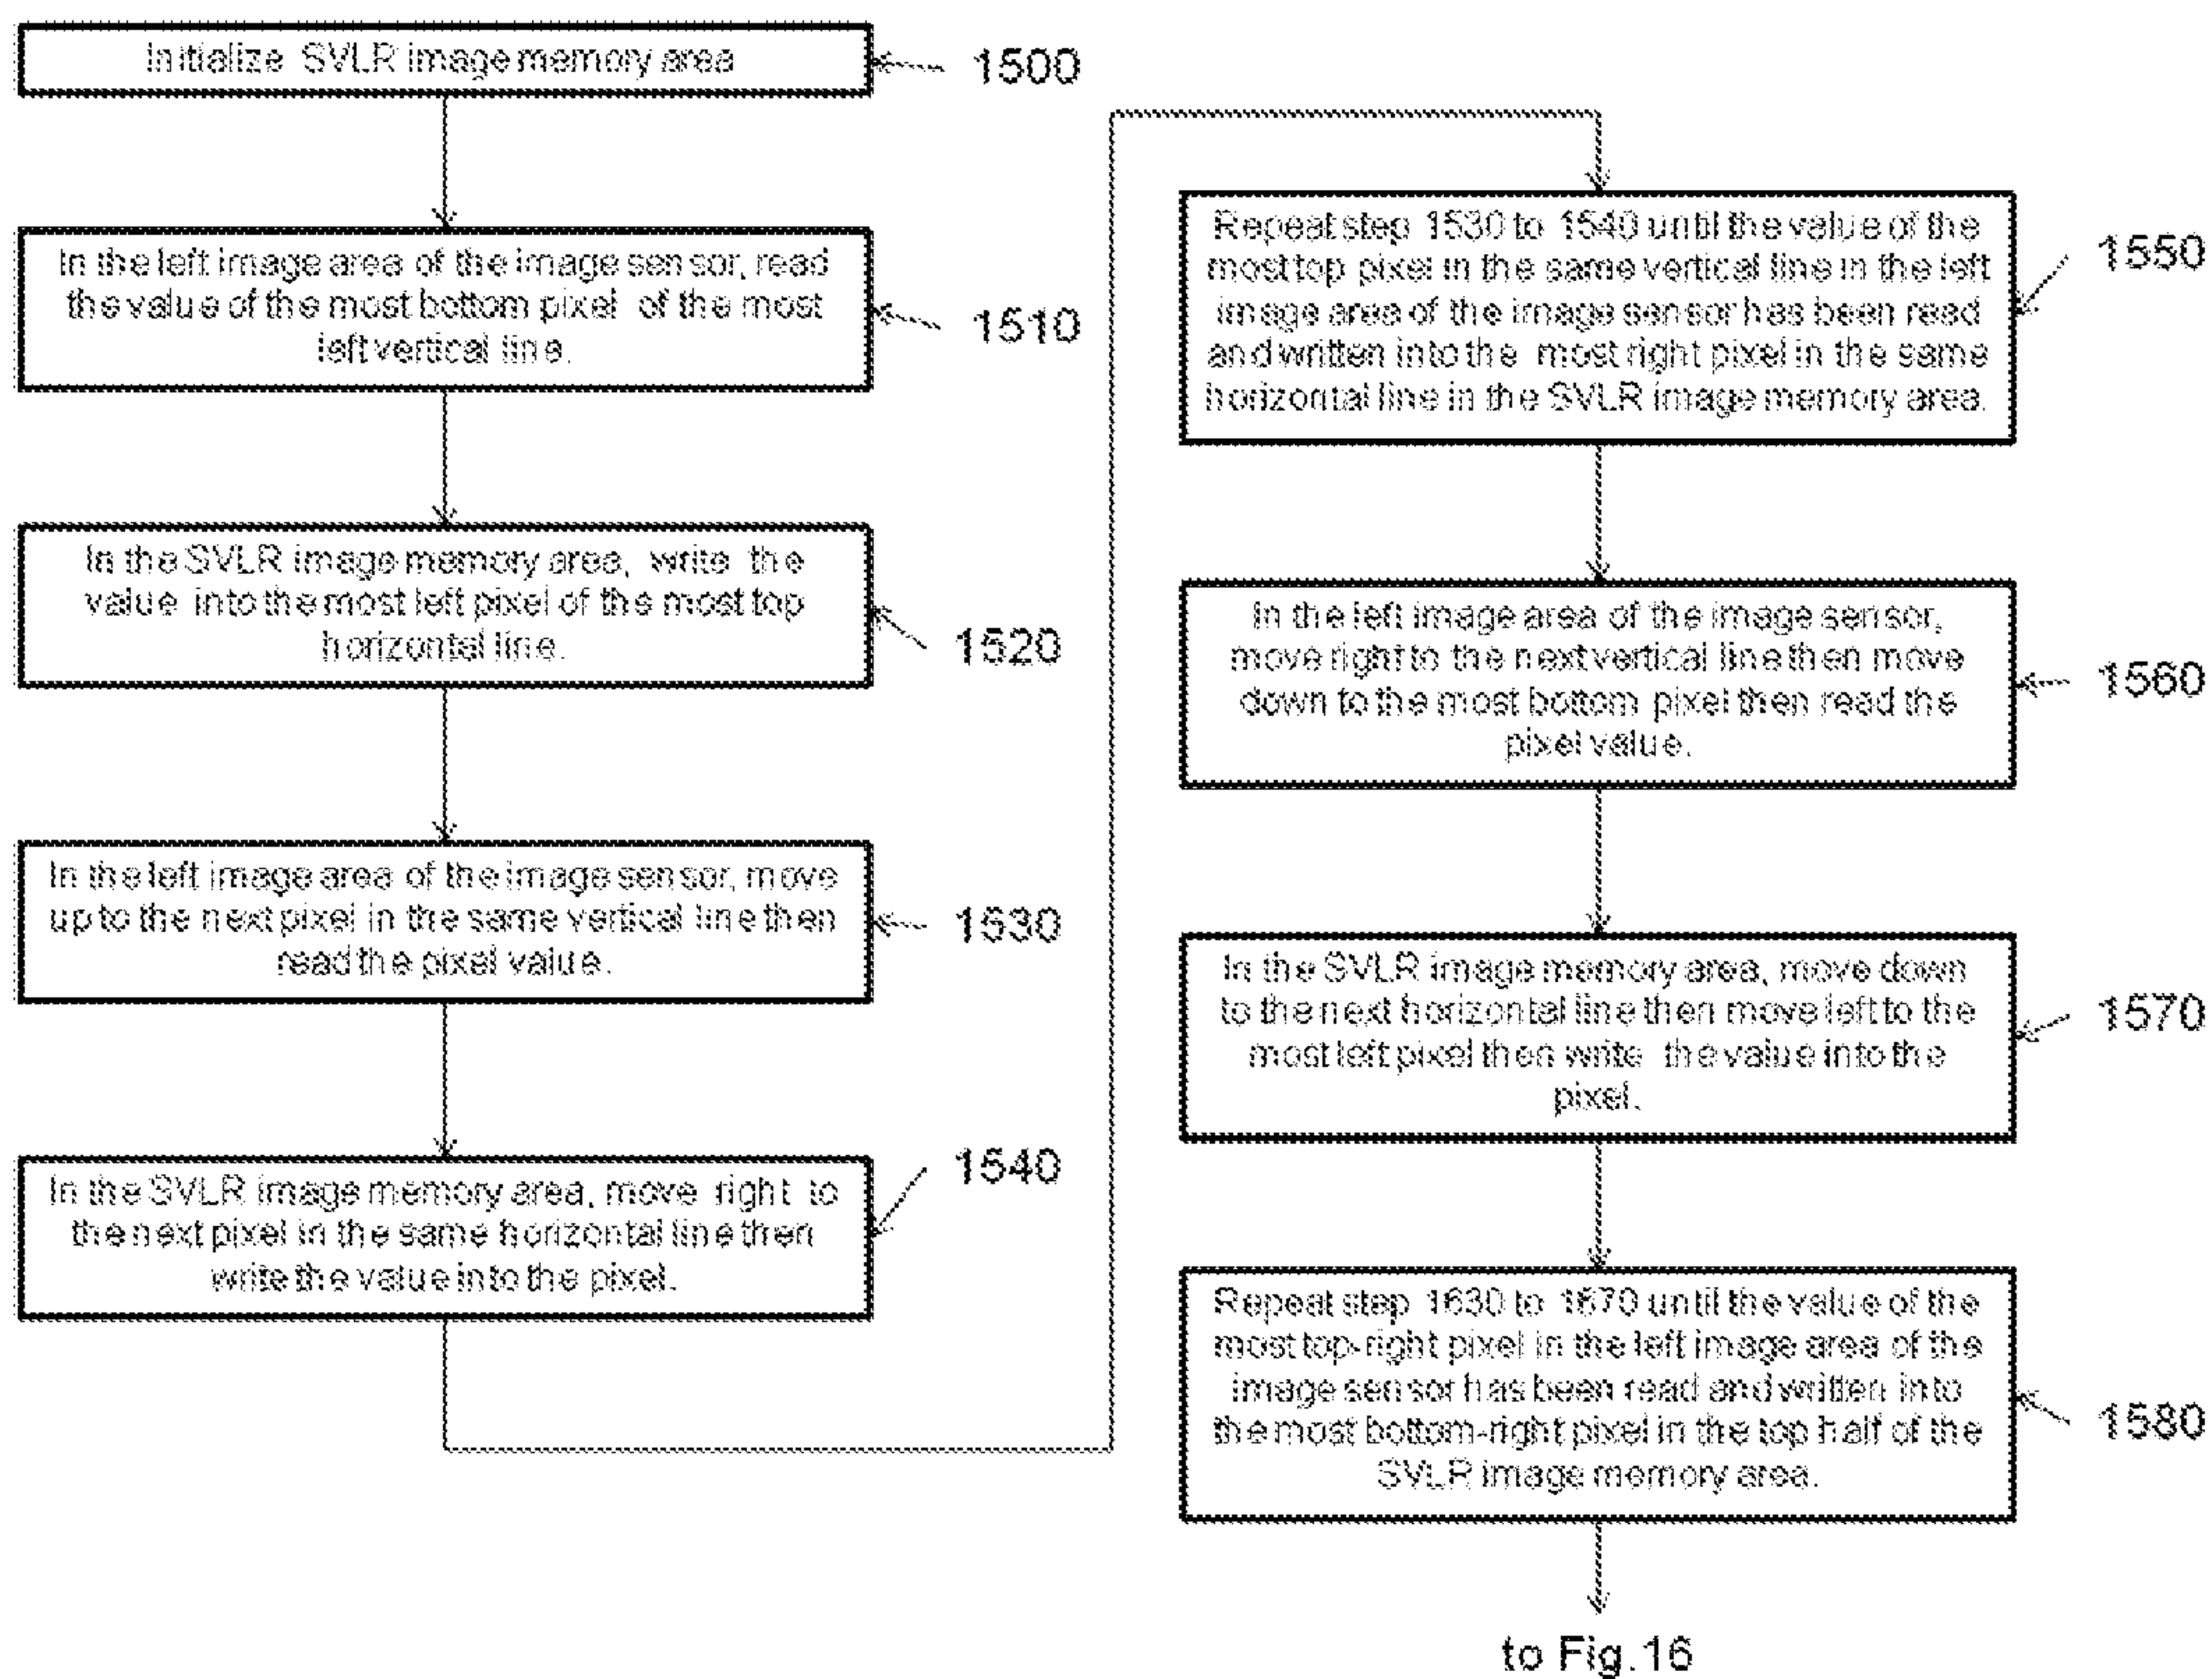 Initialize SVLR image memory area
1500
In the left image area of the image sensor, read
the value of the most bottom pixel of the most
left vertical line.
1510
In the SVLR image memory area, write the
value into the most left pixel of the most top
horizontal line.
1520
In the left image area of the image sensor, move
up to the next pixel in the same vertical line then
read the pixel value.
1530
In the SVLR image memory area, move right to
the next pixel in the same horizontal line then
write the value into the pixel.
1540
Repeat step 1530 to 1540 until the value of the
most top pixel in the same vertical line in the left
image area of the image sensor has been read
and written into the most right pixel in the same
horizontal line in the SVLR image memory area.
1550
In the left image area of the image sensor,
move right to the next vertical line then move
down to the most bottom pixel then read the
pixel value.
1560
In the SVLR image memory area, move down
to the next horizontal line then move left to the
most left pixel then write the value into the
pixel.
1570
Repeat step 1630 to 1670 until the value of the
most top-right pixel in the left image area of the
image sensor has been read and written into
the most bottom-right pixel in the top half of the
SVLR image memory area.
1580
to Fig.16